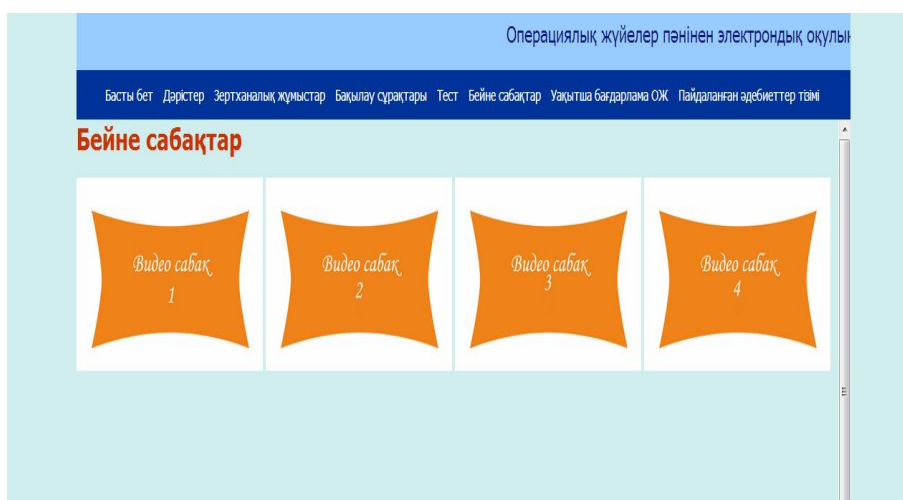 Операциялық жүйелер пәнінен электрондық
Басты бет Дәрістер Зертханалық жұмыстар Бақылау сұрақтары Тест Бейне сабақтар Уақытша бағдарлама ОЖ Пайдаланған әдебиеттер тізімі
Бейне сабақтар
Видео сабақ
1
Видео сабақ
2
Видео сабақ
3
Видео сабақ
4